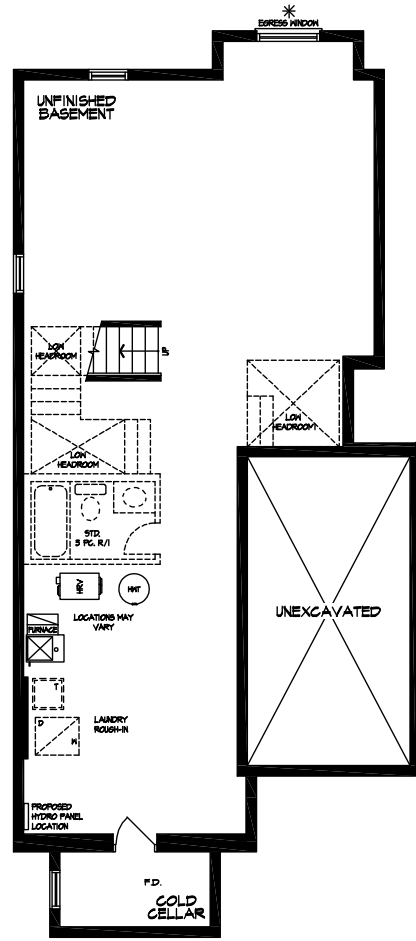 EGRESS WINDOW
UNFINISHED
BASEMENT
UP
LOW
HEADROOM
LOW
HEADROOM
LOW
HEADROOM
STD.
3 PC. R/I
HRV
HWT
LOCATIONS MAY
VARY
FURNACE
UNEXCAVATED
T
D
W
LAUNDRY
ROUGH-IN
PROPOSED
HYDRO PANEL
LOCATION
F.D.
COLD
CELLAR